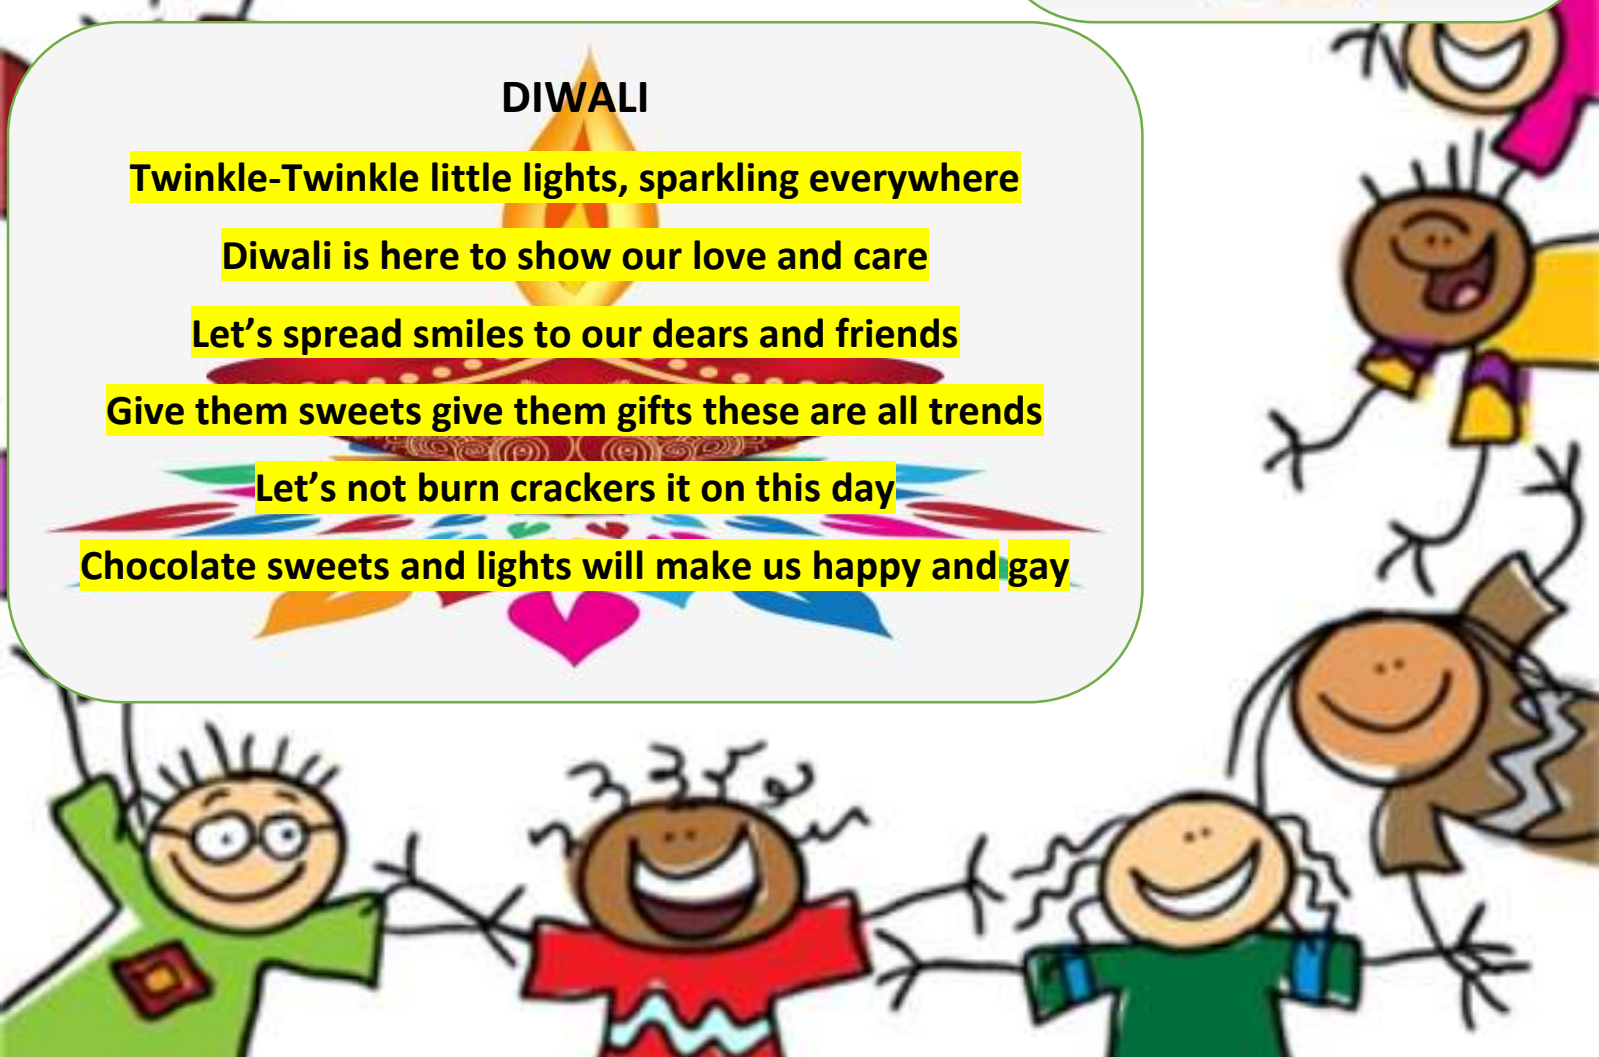 DIWALI
Twinkle-Twinkle little lights, sparkling everywhere
Diwali is here to show our love and care
Let’s spread smiles to our dears and friends
Give them sweets give them gifts these are all trends
Let’s not burn crackers it on this day
Chocolate sweets and lights will make us happy and gay